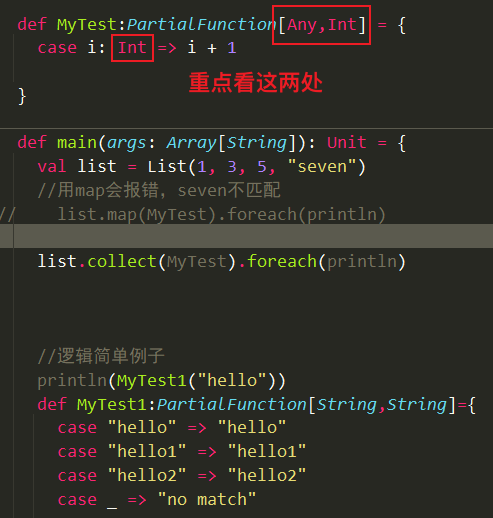 def MyTest:PartialFunction[Any,Int] = {
case i: Int => i + 1
}
重点看这两处
def main(args: Array[String]): Unit = {
val list = List(1, 3, 5, "seven")
//用map会报错，seven不匹配
// list.map(MyTest).foreach(println)
list.collect(MyTest).foreach(println)
//逻辑简单例子
println(MyTest1("hello"))
def MyTest1:PartialFunction[String,String]={
case "hello" => "hello"
case "hello1" => "hello1"
case "hello2" => "hello2"
case _ => "no match"